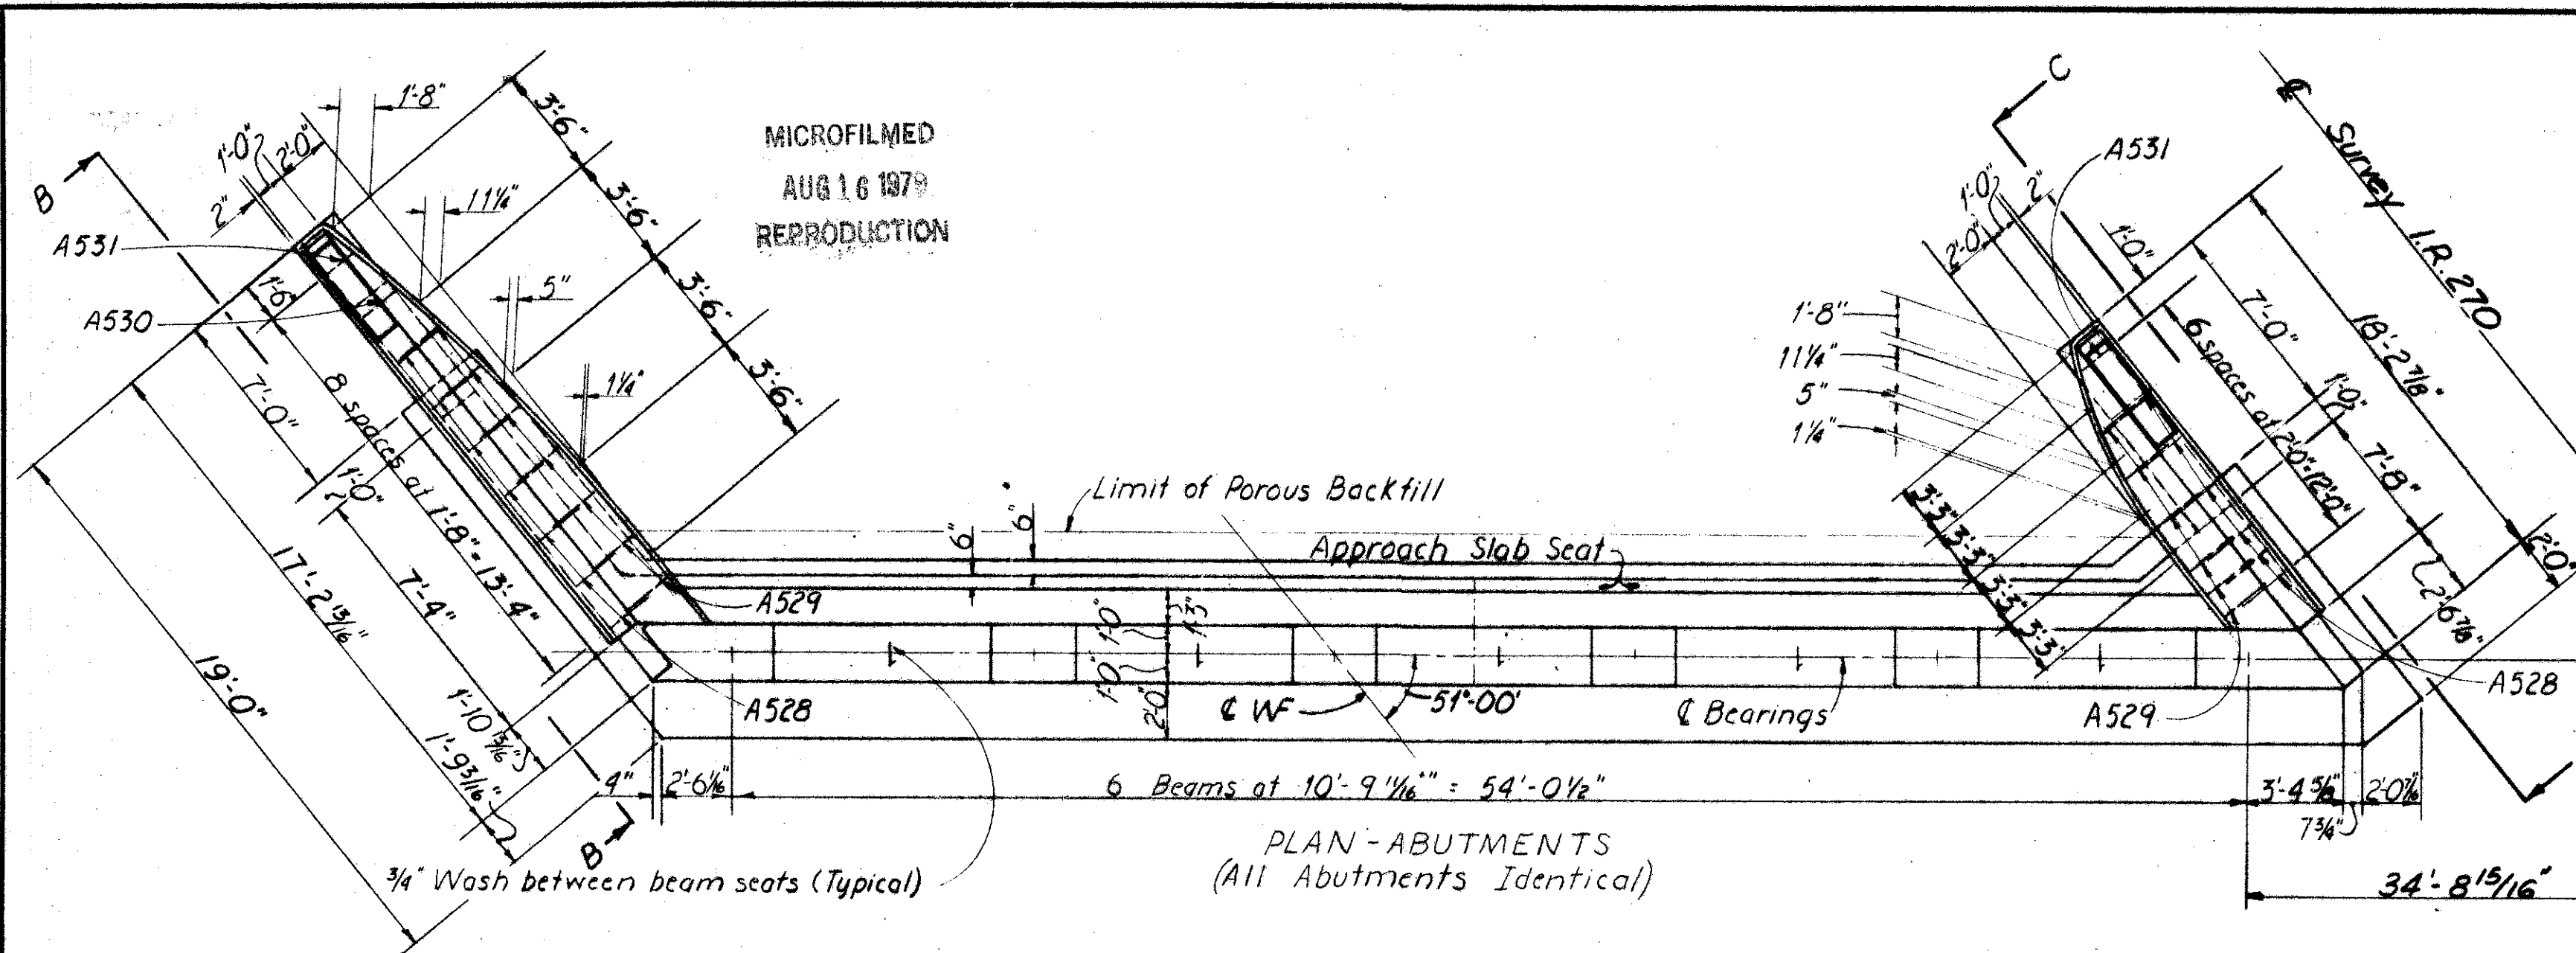 MICROFILMED
AUG 16 1979
REPRODUCTION
B
A531
A530
2"
1'-0"
2'-0"
1'-8"
11¼"
5"
1¼"
3'-6"
3'-6"
3'-6"
3'-6"
1'-6"
7'-0"
8 spaces at 1'-8" = 13'-4"
1'-0"
7'-4"
17'-2 13/16"
19'-0"
1'-10 13/16"
1'-9 3/16"
B
4"
2'-6 1/16"
A529
A528
¾" Wash between beam seats (Typical)
6"
6"
Limit of Porous Backfill
Approach Slab Seat
1'-0"
1'-0"
1'-3"
2'-0"
℄ WF
51°-00'
℄ Bearings
6 Beams at 10'-9 11/16" = 54'-0½"
PLAN - ABUTMENTS
(All Abutments Identical)
C
A531
℄ Survey I.R. 270
1'-0"
2'-0"
2"
1'-0"
1'-8"
11¼"
5"
1¼"
7'-0"
18'-2 7/8"
6 spaces at 2'-0"=12'-0"
1'-0"
7'-8"
2'-0"
2'-6 7/8"
3'-3"
3'-3"
3'-3"
3'-3"
A528
A529
3'-4 5/8"
2'-0 7/16"
7¾"
34'-8 15/16"